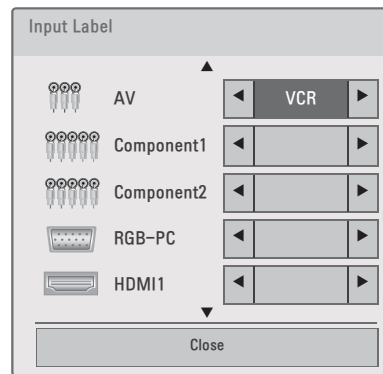 Input Label
AV VCR
Component1
Component2
RGB-PC
HDMI1
Close